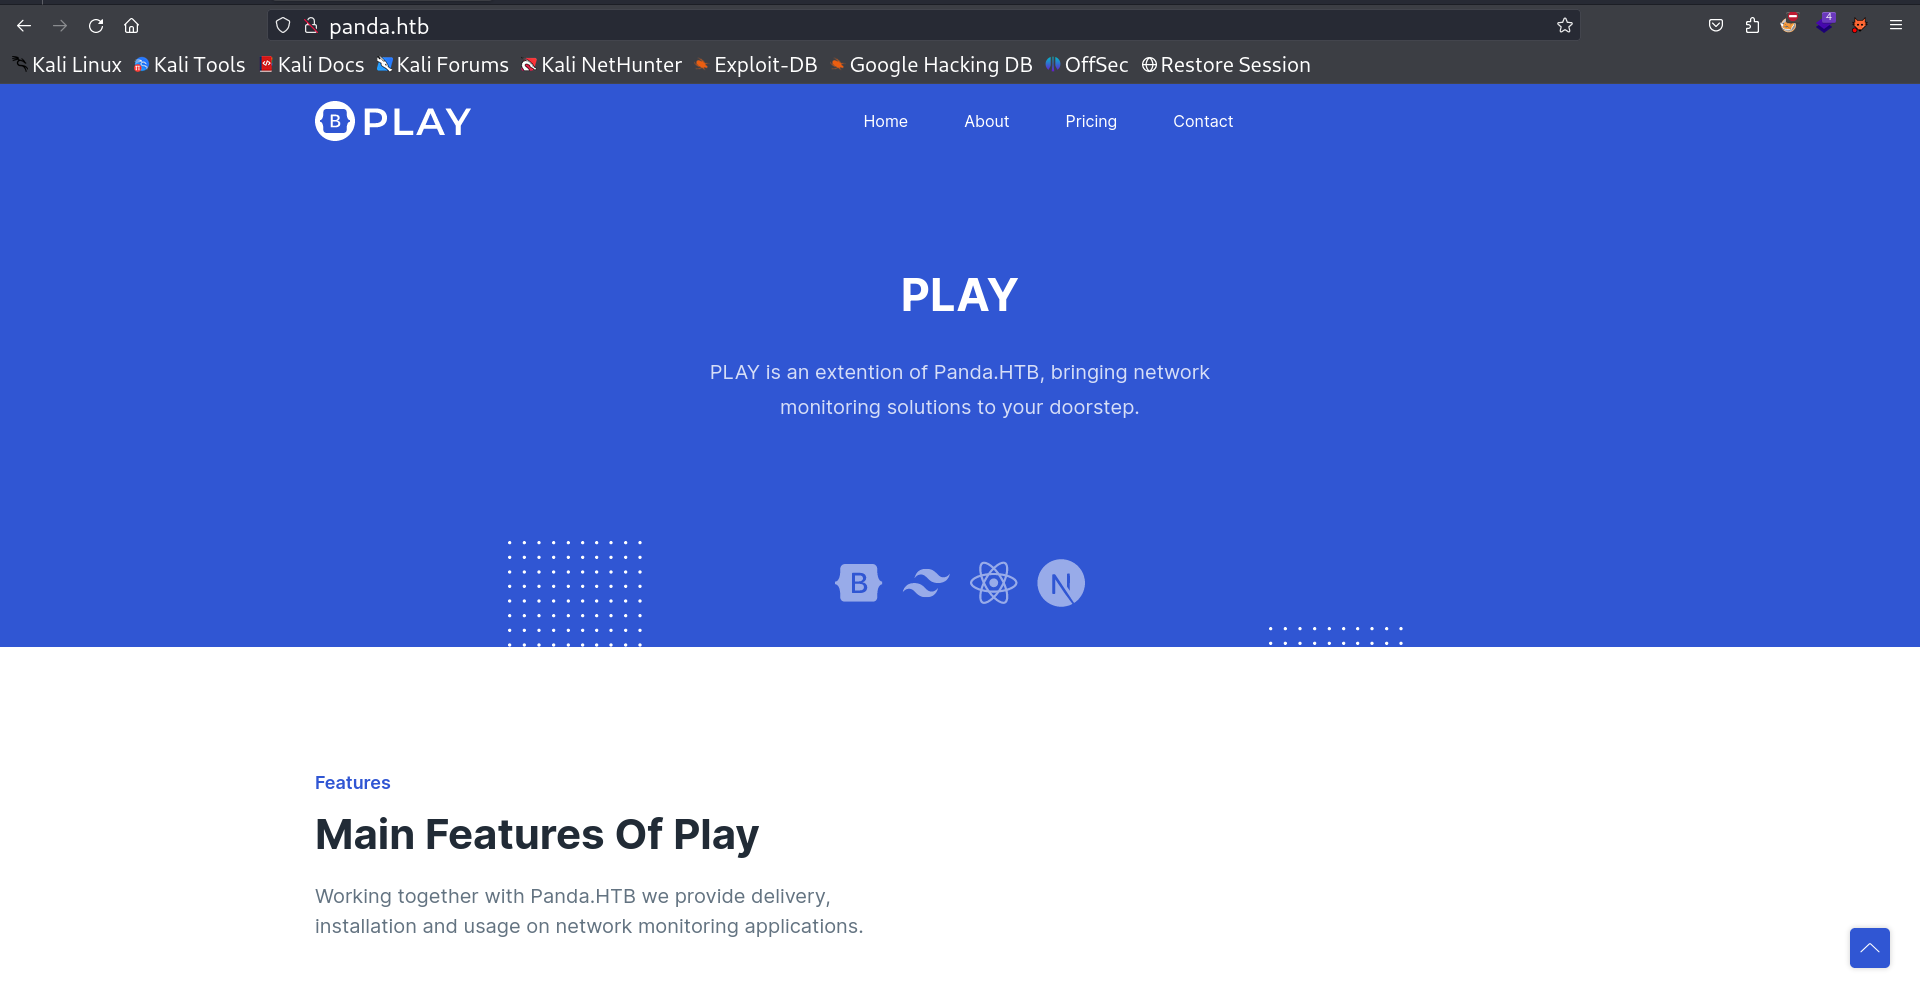 panda.htb
4
Kali Linux Kali Tools Kali Docs Kali Forums Kali NetHunter Exploit-DB Google Hacking DB OffSec Restore Session
B PLAY Home About Pricing Contact
PLAY
PLAY is an extention of Panda.HTB, bringing network
monitoring solutions to your doorstep.
B N
Features
Main Features Of Play
Working together with Panda.HTB we provide delivery,
installation and usage on network monitoring applications.